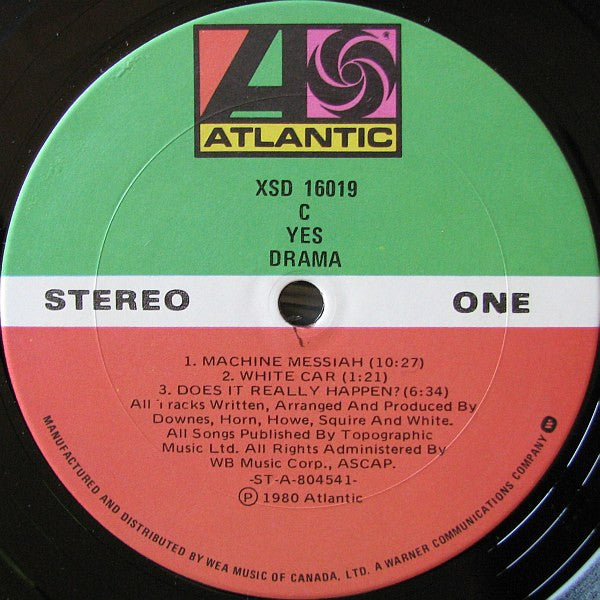 ATLANTIC
XSD 16019
C
YES
DRAMA
STEREO
ONE
1. MACHINE MESSIAH (10:27)
2. WHITE CAR (1:21)
3. DOES IT REALLY HAPPEN? (6:34)
All Tracks Written, Arranged And Produced By
Downes, Horn, Howe, Squire And White.
All Songs Published By Topographic
Music Ltd. All Rights Administered By
WB Music Corp., ASCAP.
-ST-A-804541-
Ⓟ 1980 Atlantic
MANUFACTURED AND DISTRIBUTED BY WEA MUSIC OF CANADA, LTD. A WARNER COMMUNICATIONS COMPANY